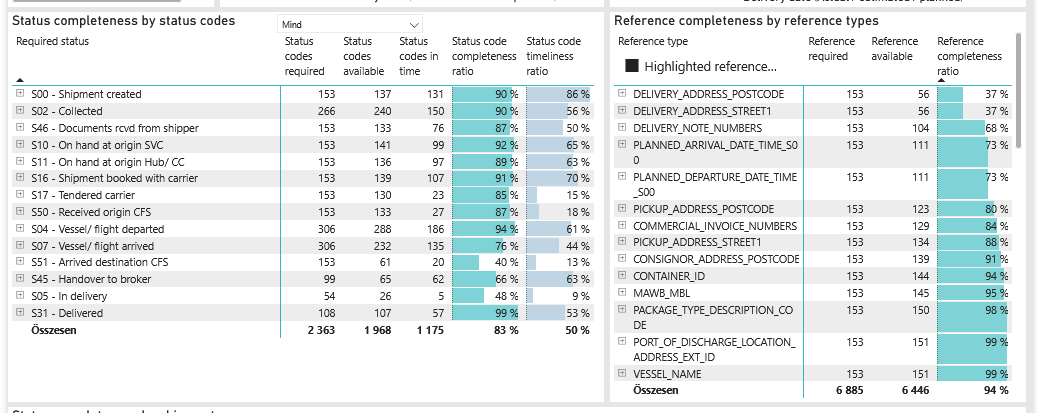 Status completeness by status codes
Mind
Required status
Status codes required
Status codes available
Status codes in time
Status code completeness ratio
Status code timeliness ratio
S00 - Shipment created 153 137 131 90 % 86 %
S02 - Collected 266 240 150 90 % 56 %
S46 - Documents rcvd from shipper 153 133 76 87 % 50 %
S10 - On hand at origin SVC 153 141 99 92 % 65 %
S11 - On hand at origin Hub/ CC 153 136 97 89 % 63 %
S16 - Shipment booked with carrier 153 139 107 91 % 70 %
S17 - Tendered carrier 153 130 23 85 % 15 %
S50 - Received origin CFS 153 133 27 87 % 18 %
S04 - Vessel/ flight departed 306 288 186 94 % 61 %
S07 - Vessel/ flight arrived 306 232 135 76 % 44 %
S51 - Arrived destination CFS 153 61 20 40 % 13 %
S45 - Handover to broker 99 65 62 66 % 63 %
S05 - In delivery 54 26 5 48 % 9 %
S31 - Delivered 108 107 57 99 % 53 %
Összesen 2 363 1 968 1 175 83 % 50 %
Reference completeness by reference types
Reference type
Reference required
Reference available
Reference completeness ratio
Highlighted reference...
DELIVERY_ADDRESS_POSTCODE 153 56 37 %
DELIVERY_ADDRESS_STREET1 153 56 37 %
DELIVERY_NOTE_NUMBERS 153 104 68 %
PLANNED_ARRIVAL_DATE_TIME_S0 153 111 73 %
0
PLANNED_DEPARTURE_DATE_TIME 153 111 73 %
_S00
PICKUP_ADDRESS_POSTCODE 153 123 80 %
COMMERCIAL_INVOICE_NUMBERS 153 129 84 %
PICKUP_ADDRESS_STREET1 153 134 88 %
CONSIGNOR_ADDRESS_POSTCODE 153 139 91 %
CONTAINER_ID 153 144 94 %
MAWB_MBL 153 145 95 %
PACKAGE_TYPE_DESCRIPTION_CO 153 150 98 %
DE
PORT_OF_DISCHARGE_LOCATION_ 153 151 99 %
ADDRESS_EXT_ID
VESSEL_NAME 153 151 99 %
Összesen 6 885 6 446 94 %